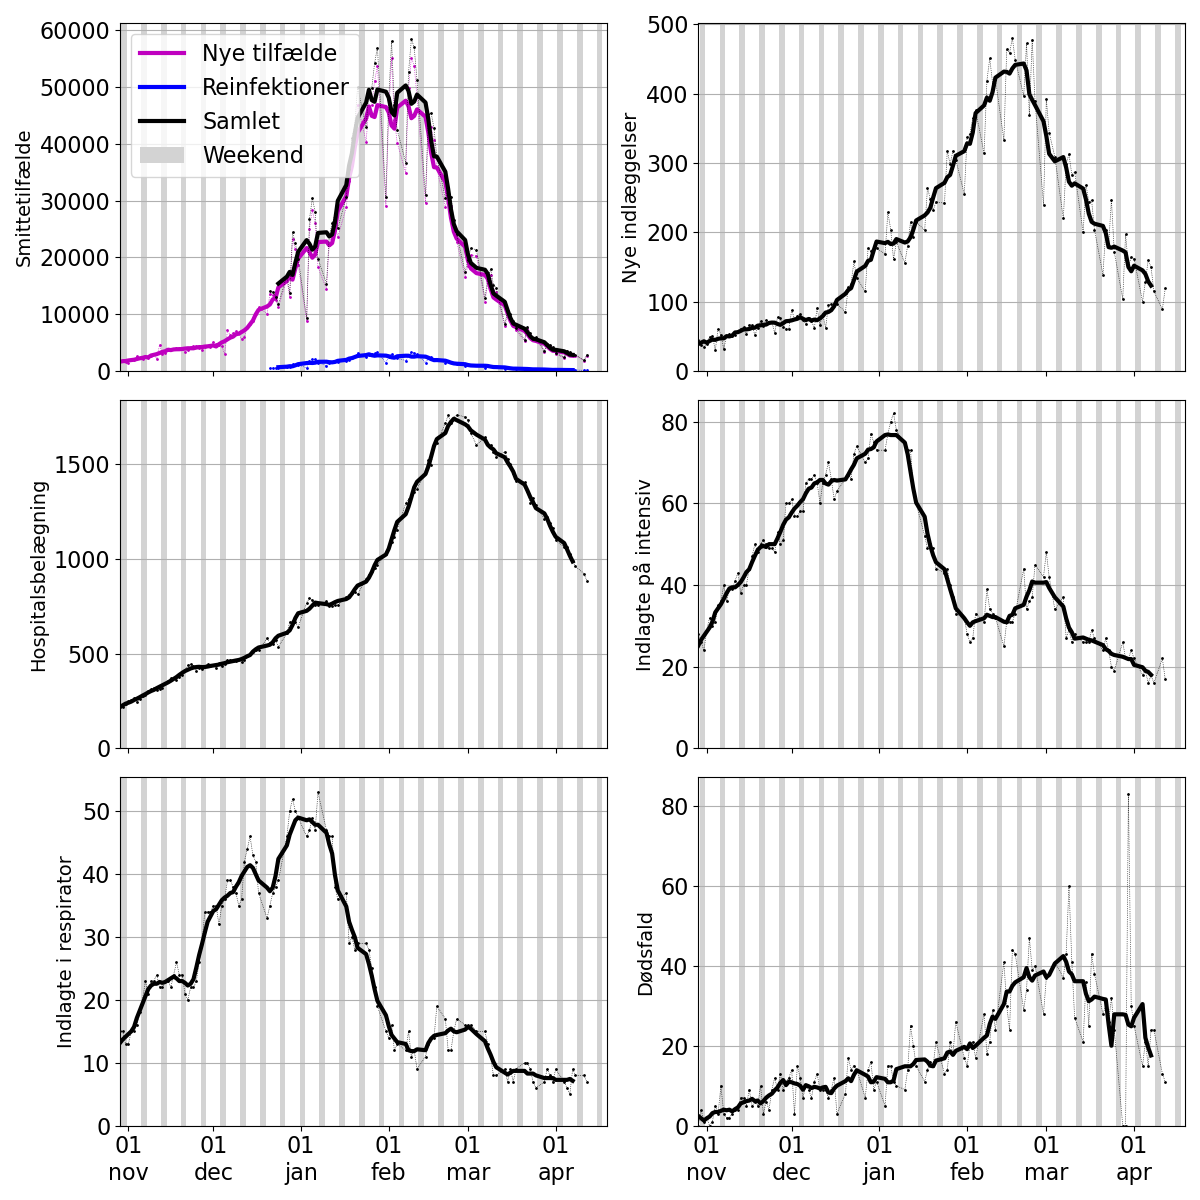 60000
50000
40000
30000
20000
10000
0
Smittetilfælde
Nye tilfælde
Reinfektioner
Samlet
Weekend
500
400
300
200
100
0
Nye indlæggelser
1500
1000
500
0
Hospitalsbelægning
80
60
40
20
0
Indlagte på intensiv
50
40
30
20
10
0
Indlagte i respirator
01 01 01 01 01 01
nov dec jan feb mar apr
80
60
40
20
0
Dødsfald
01 01 01 01 01 01
nov dec jan feb mar apr